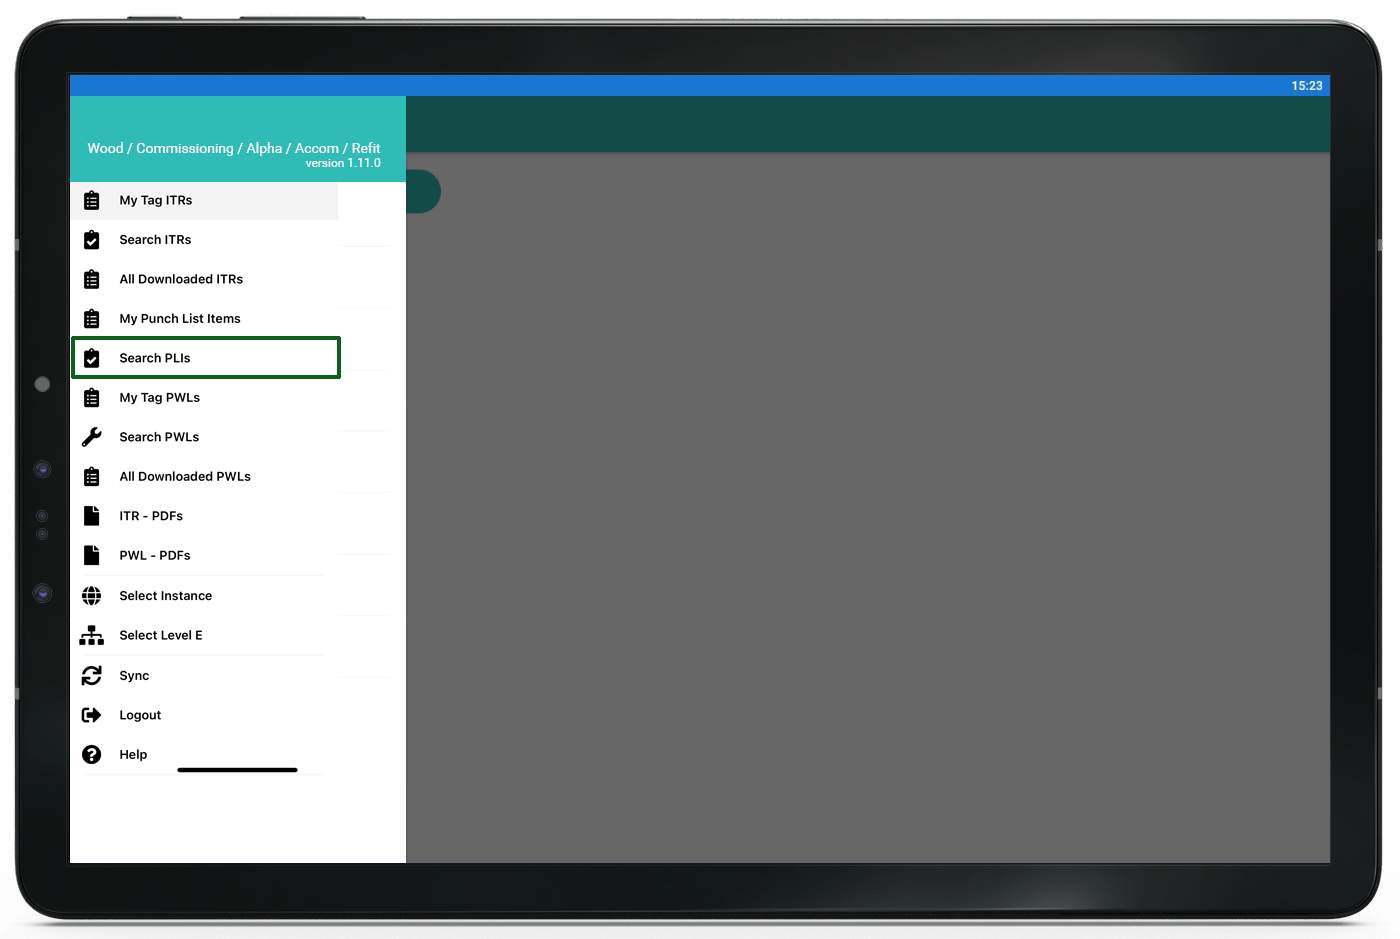 15:23
Wood / Commissioning / Alpha / Accom / Refit
version 1.11.0
My Tag ITRs
Search ITRs
All Downloaded ITRs
My Punch List Items
Search PLIs
My Tag PWLs
Search PWLs
All Downloaded PWLs
ITR - PDFs
PWL - PDFs
Select Instance
Select Level E
Sync
Logout
Help